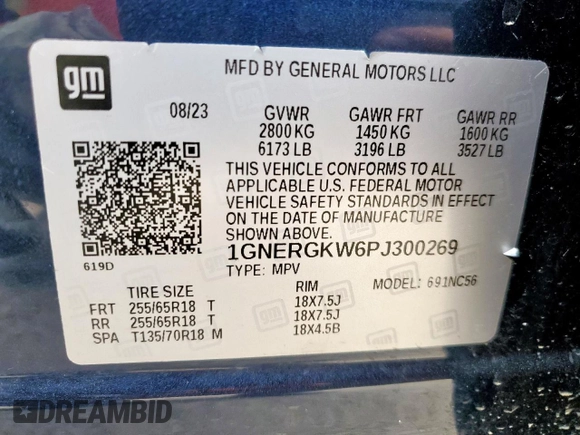 gm
MFD BY GENERAL MOTORS LLC
08/23 GVWR GAWR FRT GAWR RR
2800 KG 1450 KG 1600 KG
6173 LB 3196 LB 3527 LB
THIS VEHICLE CONFORMS TO ALL
APPLICABLE U.S. FEDERAL MOTOR
VEHICLE SAFETY STANDARDS IN EFFECT
ON THE DATE OF MANUFACTURE
SHOWN ABOVE.
619D
1GNERGKW6PJ300269
TYPE: MPV MODEL: 691NC56
TIRE SIZE RIM
FRT 255/65R18 T 18X7.5J
RR 255/65R18 T 18X7.5J
SPA T135/70R18 M 18X4.5B
DREAMBID